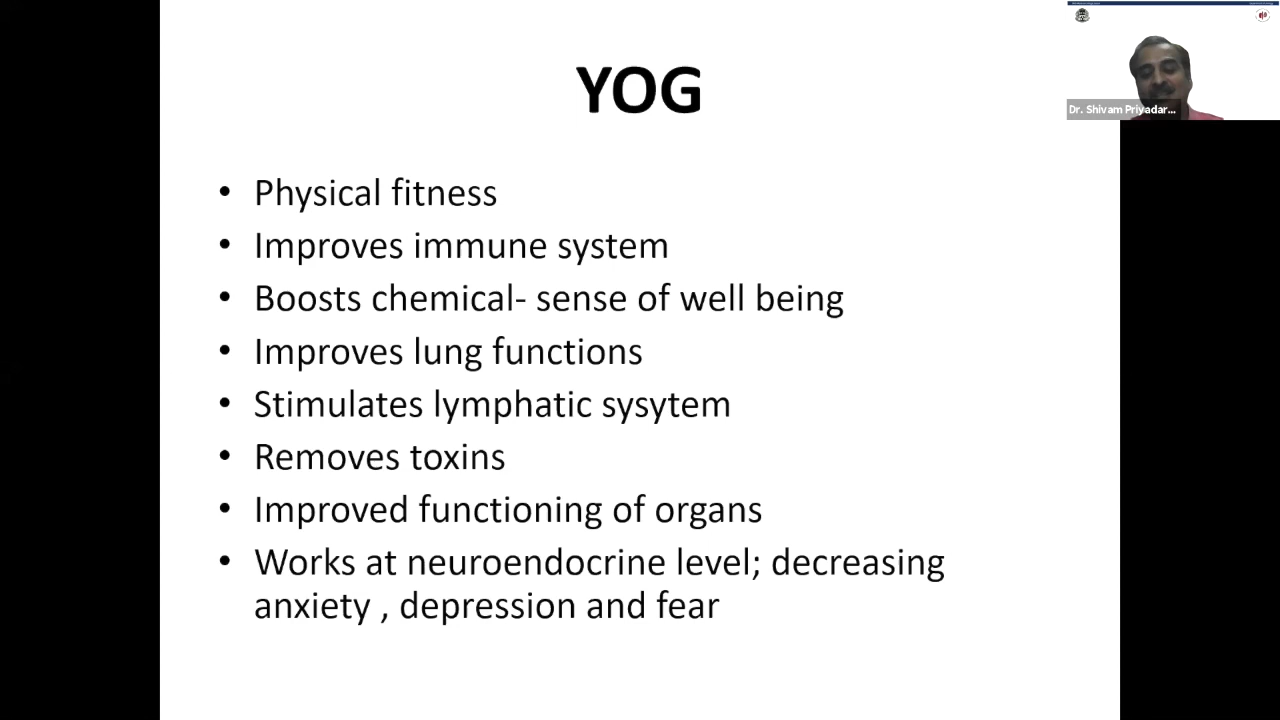 YOG
Dr. Shivam Priyadar...
• Physical fitness
• Improves immune system
• Boosts chemical- sense of well being
• Improves lung functions
• Stimulates lymphatic sysytem
• Removes toxins
• Improved functioning of organs
• Works at neuroendocrine level; decreasing
anxiety , depression and fear